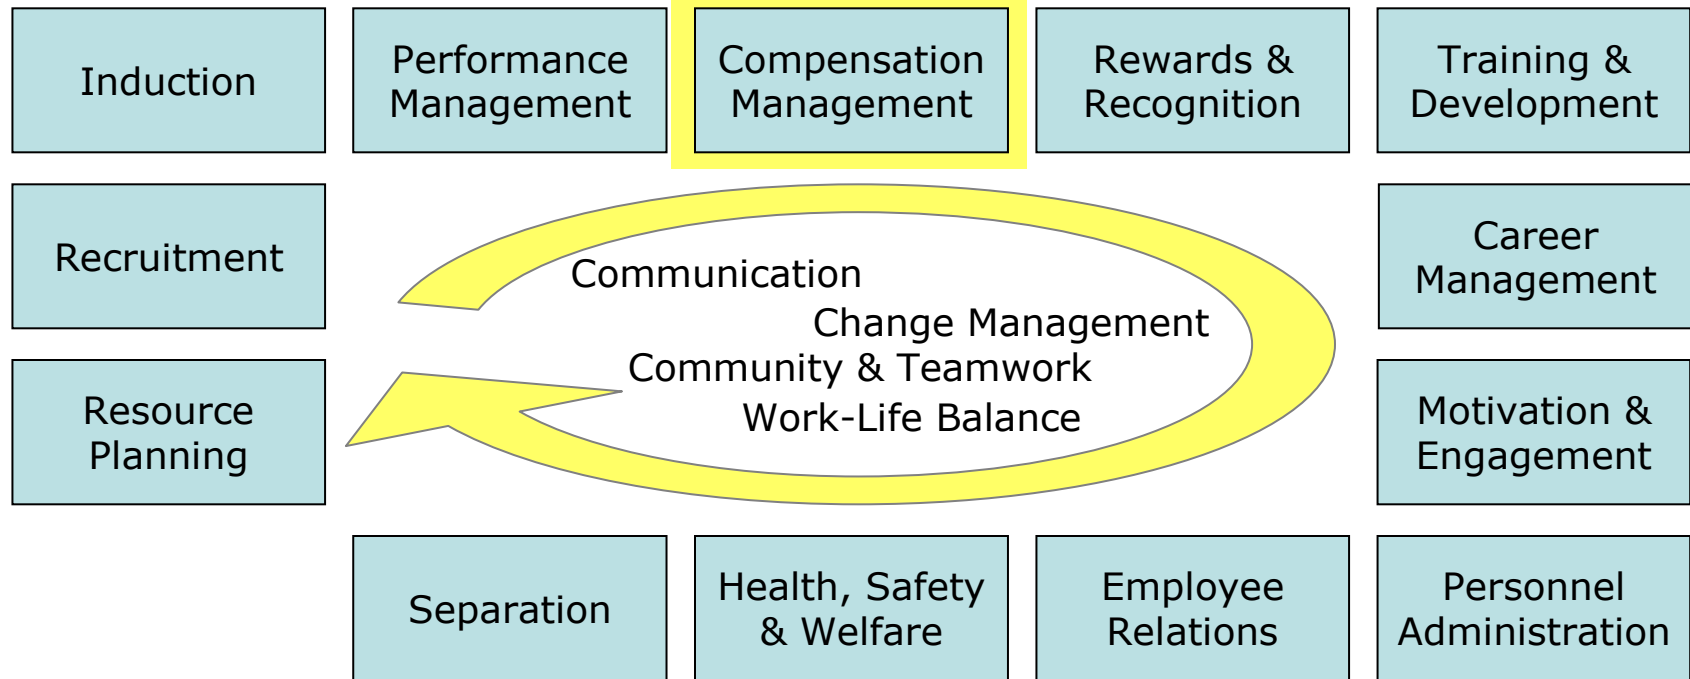 Induction
Performance
Management
Compensation
Management
Rewards &
Recognition
Training &
Development
Recruitment
Communication
Change Management
Community & Teamwork
Work-Life Balance
Career
Management
Resource
Planning
Motivation &
Engagement
Separation
Health, Safety
& Welfare
Employee
Relations
Personnel
Administration